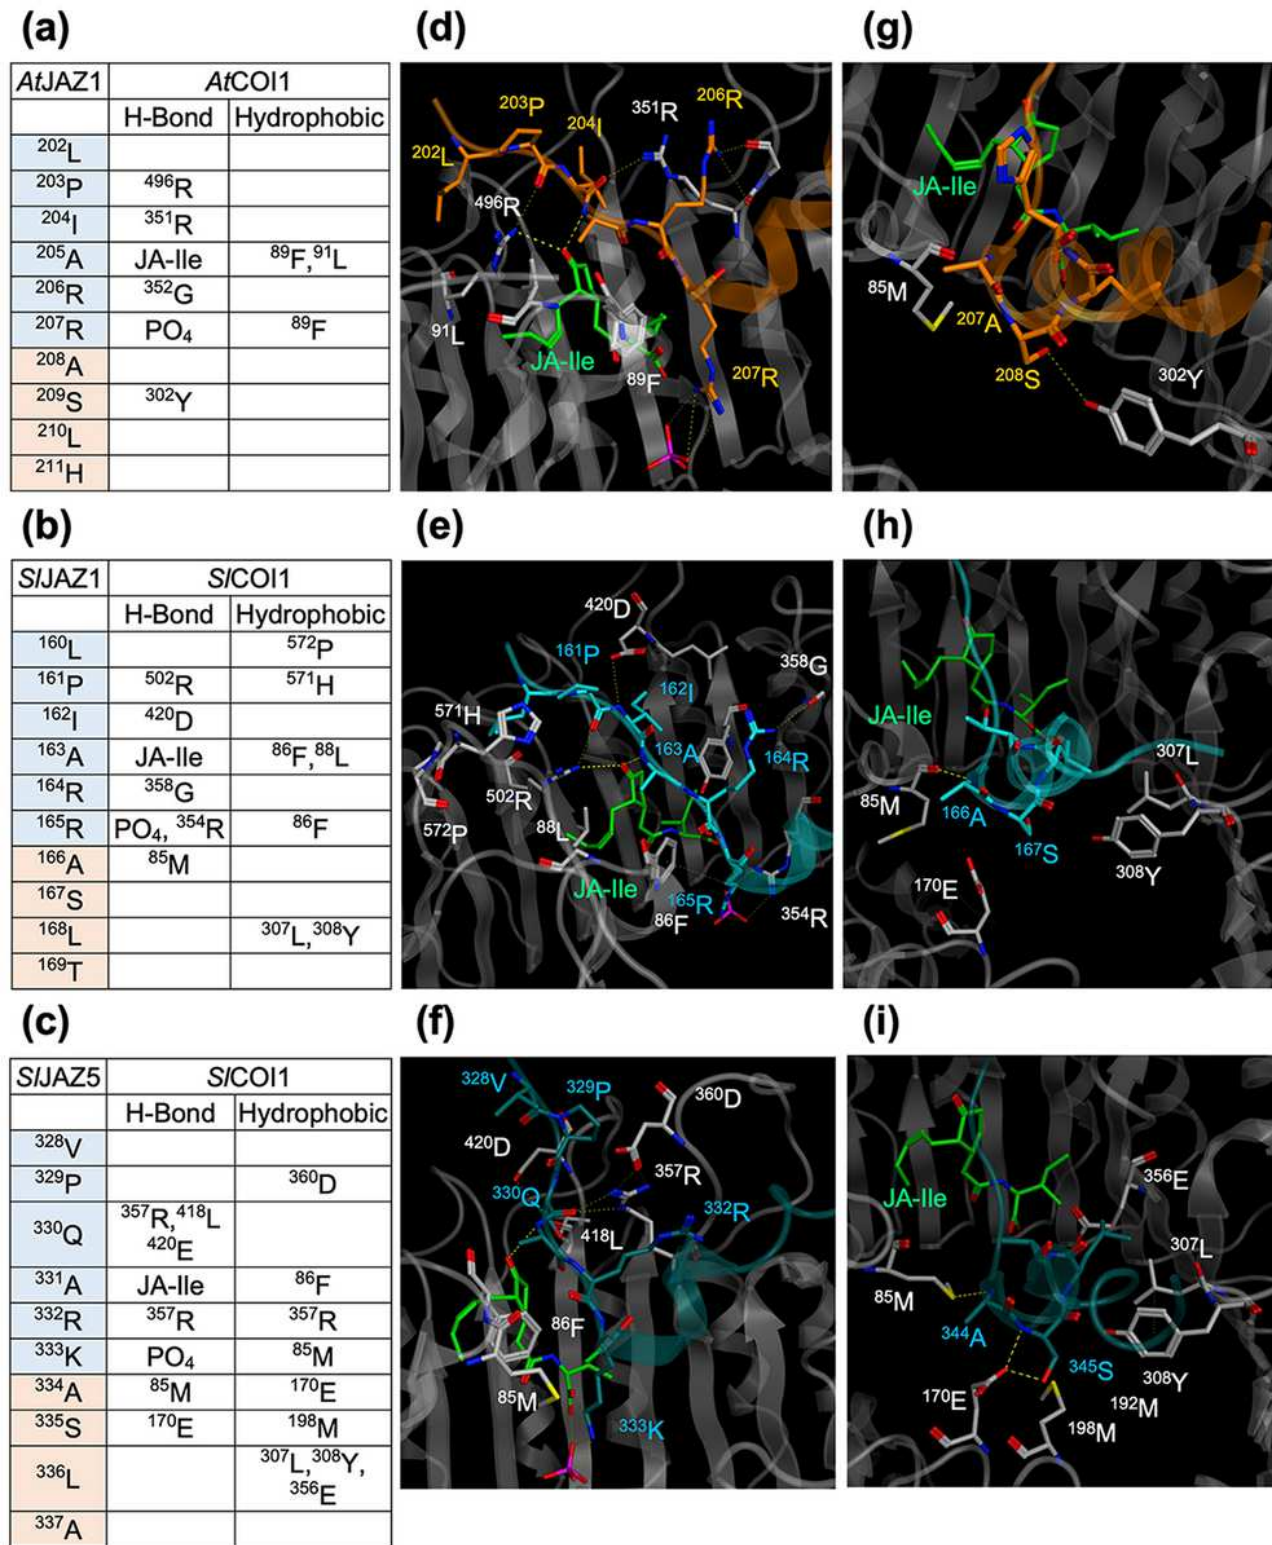 (a)
AtJAZ1 AtCOI1
H-Bond Hydrophobic
202L
203P 496R
204I 351R
205A JA-Ile 89F, 91L
206R 352G
207R PO4 89F
208A
209S 302Y
210L
211H
(d)
203P
204I
351R
206R
202L
496R
91L
JA-Ile
89F
207R
(g)
JA-Ile
85M
207A
208S
302Y
(b)
SlJAZ1 SlCOI1
H-Bond Hydrophobic
160L 572P
161P 502R 571H
162I 420D
163A JA-Ile 86F, 88L
164R 358G
165R PO4, 354R 86F
166A 85M
167S
168L 307L, 308Y
169T
(e)
420D
161P
358G
162I
571H
163A
164R
502R
572P
88L
JA-Ile
165R
86F
354R
(h)
JA-Ile
307L
85M
166A
167S
308Y
170E
(c)
SlJAZ5 SlCOI1
H-Bond Hydrophobic
328V
329P 360D
330Q 357R, 418L
420E
331A JA-Ile 86F
332R 357R 357R
333K PO4 85M
334A 85M 170E
335S 170E 198M
336L 307L, 308Y,
356E
337A
(f)
328V
329P
360D
420D
357R
330Q
332R
418L
86F
85M
333K
(i)
JA-Ile
356E
307L
85M
344A
345S
308Y
170E
192M
198M